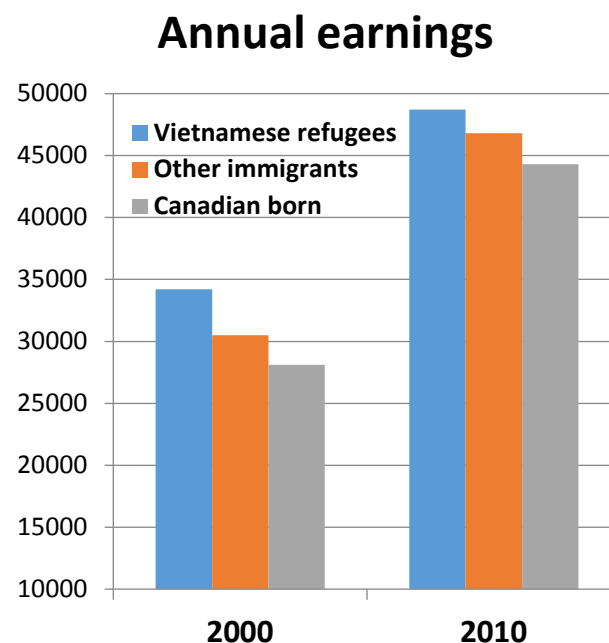 Annual earnings
50000
45000
40000
35000
30000
25000
20000
15000
10000
Vietnamese refugees
Other immigrants
Canadian born
2000 2010